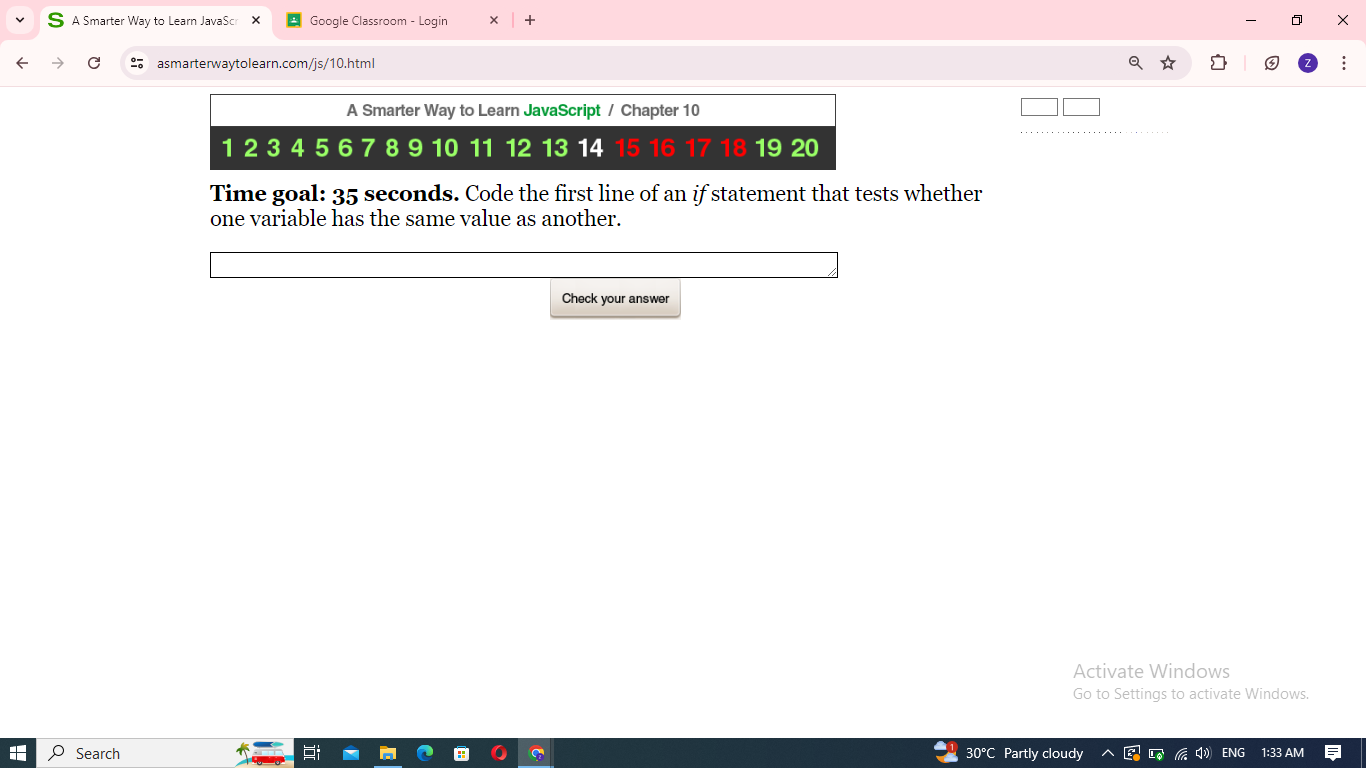 A Smarter Way to Learn JavaSc
Google Classroom - Login
asmarterwaytolearn.com/js/10.html
Z
A Smarter Way to Learn JavaScript / Chapter 10
1 2 3 4 5 6 7 8 9 10 11 12 13 14 15 16 17 18 19 20
Time goal: 35 seconds. Code the first line of an if statement that tests whether
one variable has the same value as another.
Check your answer
Activate Windows
Go to Settings to activate Windows.
Search
1
30°C Partly cloudy
ENG
1:33 AM